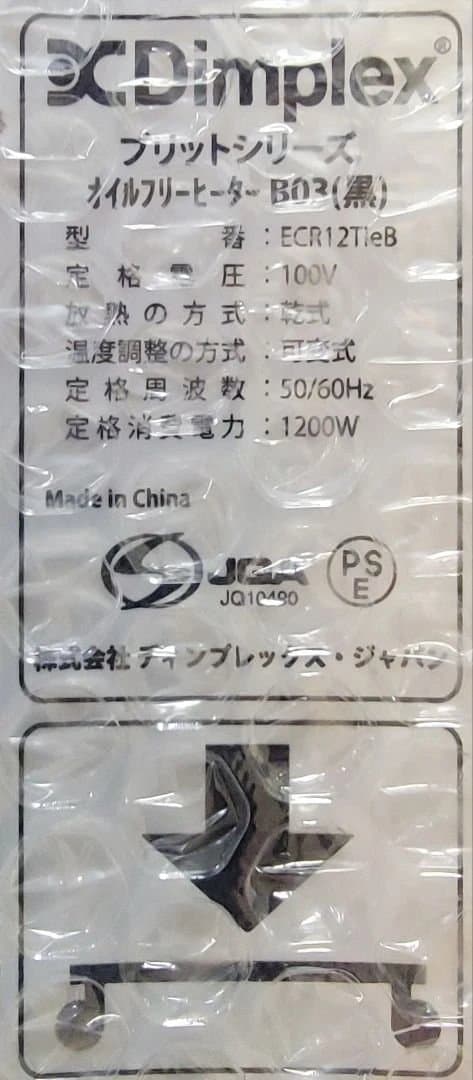 Dimplex®
ブリットシリーズ
オイルフリーヒーター B03(黒)
型番：ECR12TIeB
定格電圧：100V
放熱の方式：乾式
温度調整の方式：可変式
定格周波数：50/60Hz
定格消費電力：1200W
Made in China
JQA
JQ10490
PS
E
株式会社 ディンプレックス・ジャパン